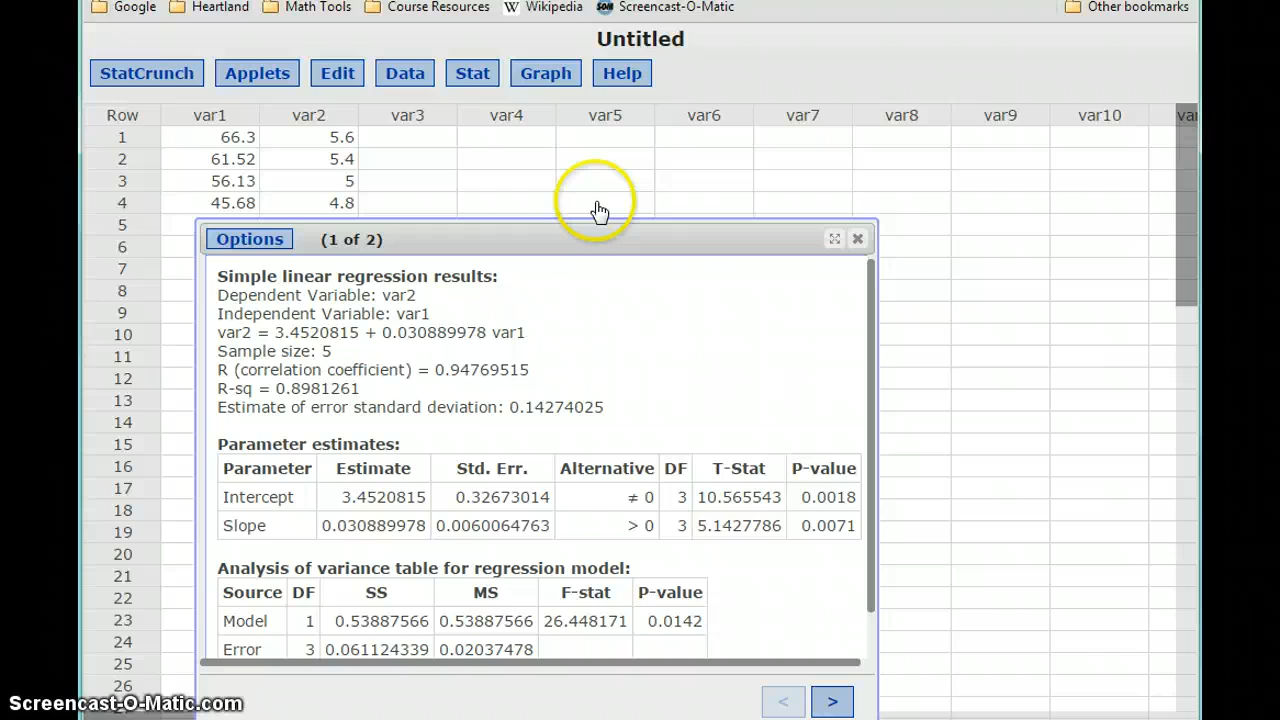 Google Heartland Math Tools Course Resources W Wikipedia Screencast-O-Matic Other bookmarks
Untitled
StatCrunch Applets Edit Data Stat Graph Help
Row var1 var2 var3 var4 var5 var6 var7 var8 var9 var10 va
1 66.3 5.6
2 61.52 5.4
3 56.13 5
4 45.68 4.8
5
6
7
8
9
10
11
12
13
14
15
16
17
18
19
20
21
22
23
24
25
26
Options (1 of 2)
Simple linear regression results:
Dependent Variable: var2
Independent Variable: var1
var2 = 3.4520815 + 0.030889978 var1
Sample size: 5
R (correlation coefficient) = 0.94769515
R-sq = 0.8981261
Estimate of error standard deviation: 0.14274025
Parameter estimates:
Parameter Estimate Std. Err. Alternative DF T-Stat P-value
Intercept 3.4520815 0.32673014 ≠ 0 3 10.565543 0.0018
Slope 0.030889978 0.0060064763 > 0 3 5.1427786 0.0071
Analysis of variance table for regression model:
Source DF SS MS F-stat P-value
Model 1 0.53887566 0.53887566 26.448171 0.0142
Error 3 0.061124339 0.02037478
< >
Screencast-O-Matic.com